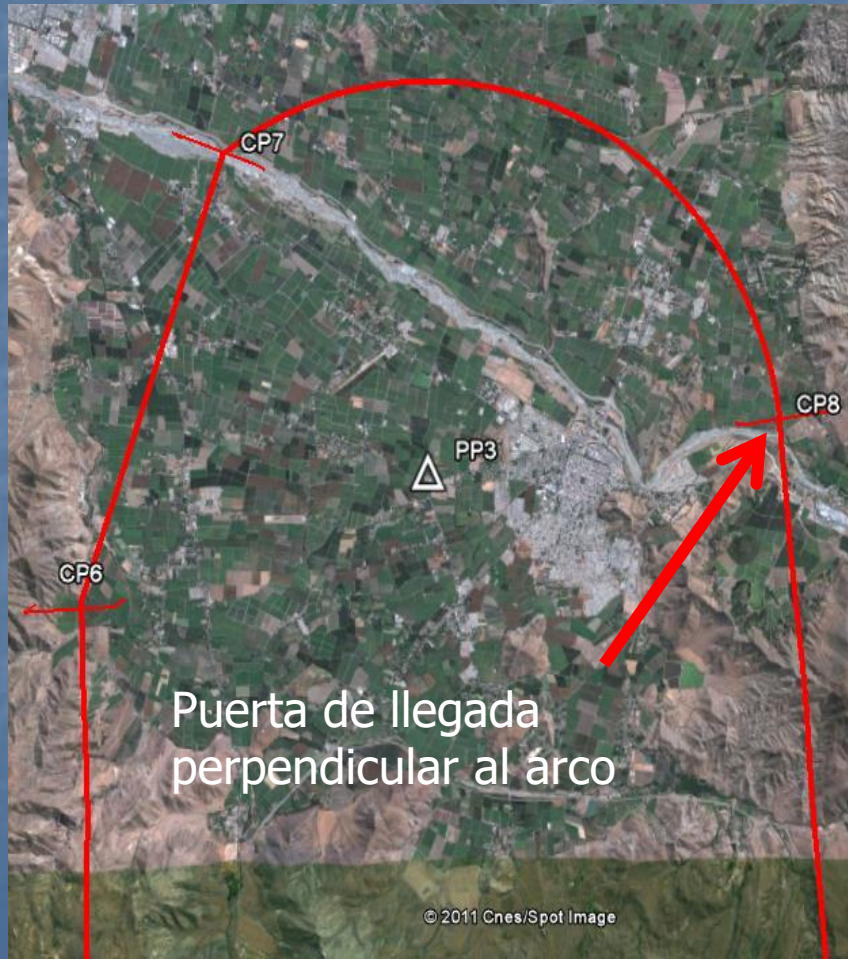 CP7
CP8
PP3
CP6
Puerta de llegada
perpendicular al arco
© 2011 Cnes/Spot Image